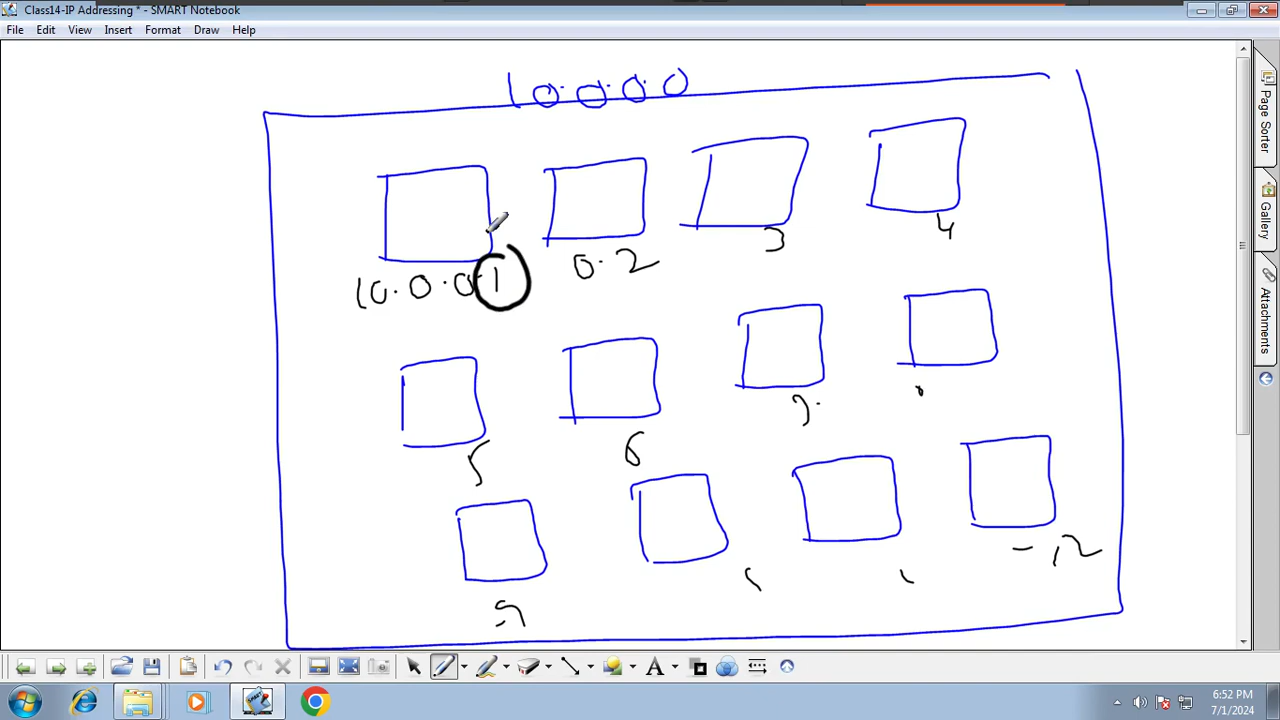 Class14-IP Addressing * - SMART Notebook
File Edit View Insert Format Draw Help
10.0.0.0
10.0.0.1 0.2 3 4
5 6
9 12
Page Sorter
Gallery
Attachments
6:52 PM
7/1/2024